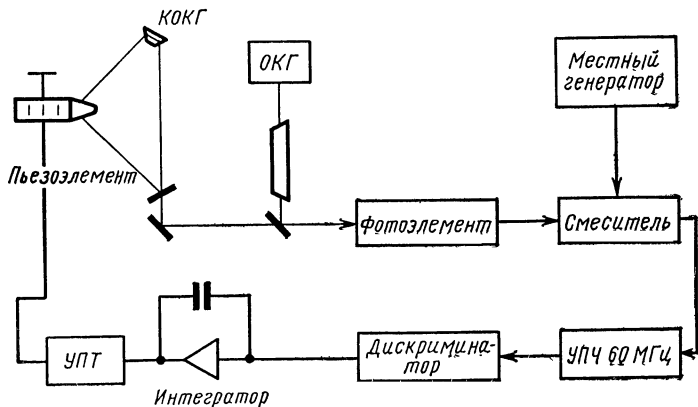 КОКГ
ОКГ
Местный
генератор
Пьезоэлемент
Фотоэлемент
Смеситель
УПТ
Интегратор
Дискримина-
тор
УПЧ 60 МГц